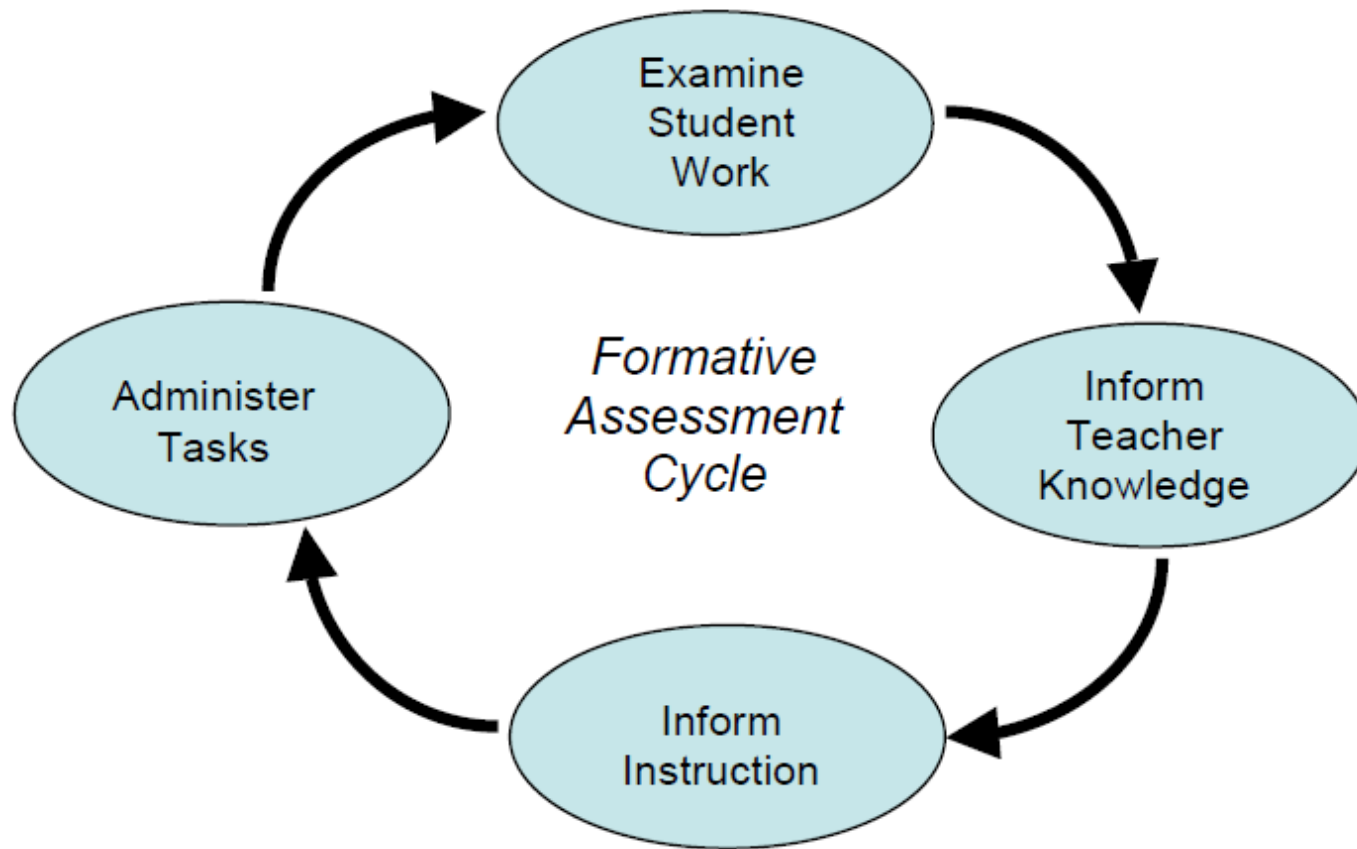 Examine
Student
Work
Formative
Assessment
Cycle
Administer
Tasks
Inform
Teacher
Knowledge
Inform
Instruction